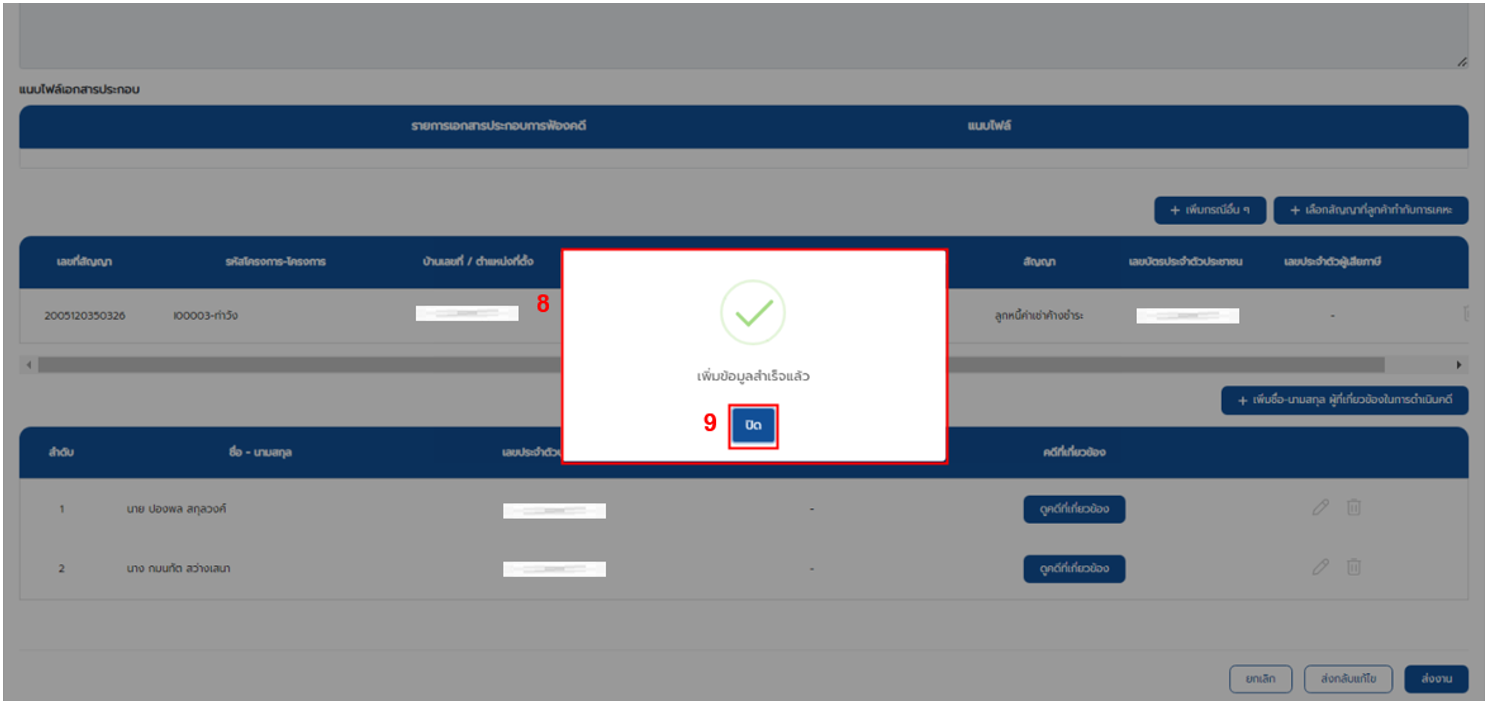 แนบไฟล์เอกสารประกอบ
รายการเอกสารประกอบการฟ้องคดี แนบไฟล์
+ เพิ่มกรณีอื่น ๆ + เลือกสัญญาที่ลูกค้าทำกับการเคหะ
เลขที่สัญญา รหัสโครงการ-โครงการ บ้านเลขที่ / ตำแหน่งที่ตั้ง สัญญา เลขบัตรประจำตัวประชาชน เลขประจำตัวผู้เสียภาษี
2005120350326 I00003-ท่าวัง 8 ลูกหนี้ค่าเช่าค้างชำระ -
เพิ่มข้อมูลสำเร็จแล้ว
+ เพิ่มชื่อ-นามสกุล ผู้ที่เกี่ยวข้องในการดำเนินคดี
9 ปิด
ลำดับ ชื่อ - นามสกุล เลขประจำตัว คดีที่เกี่ยวข้อง
1 นาย ปองพล สกุลวงศ์ - ดูคดีที่เกี่ยวข้อง
2 นาง กนนทัต สว่างเสนา - ดูคดีที่เกี่ยวข้อง
ยกเลิก ส่งกลับแก้ไข ส่งงาน